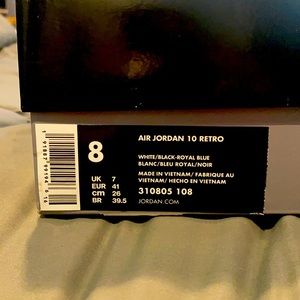 8
UK 7
EUR 41
cm 26
BR 39.5
AIR JORDAN 10 RETRO
WHITE/BLACK-ROYAL BLUE
BLANC/BLEU ROYAL/NOIR
MADE IN VIETNAM/ FABRIQUE AU
VIETNAM/ HECHO EN VIETNAM
310805 108
JORDAN.COM